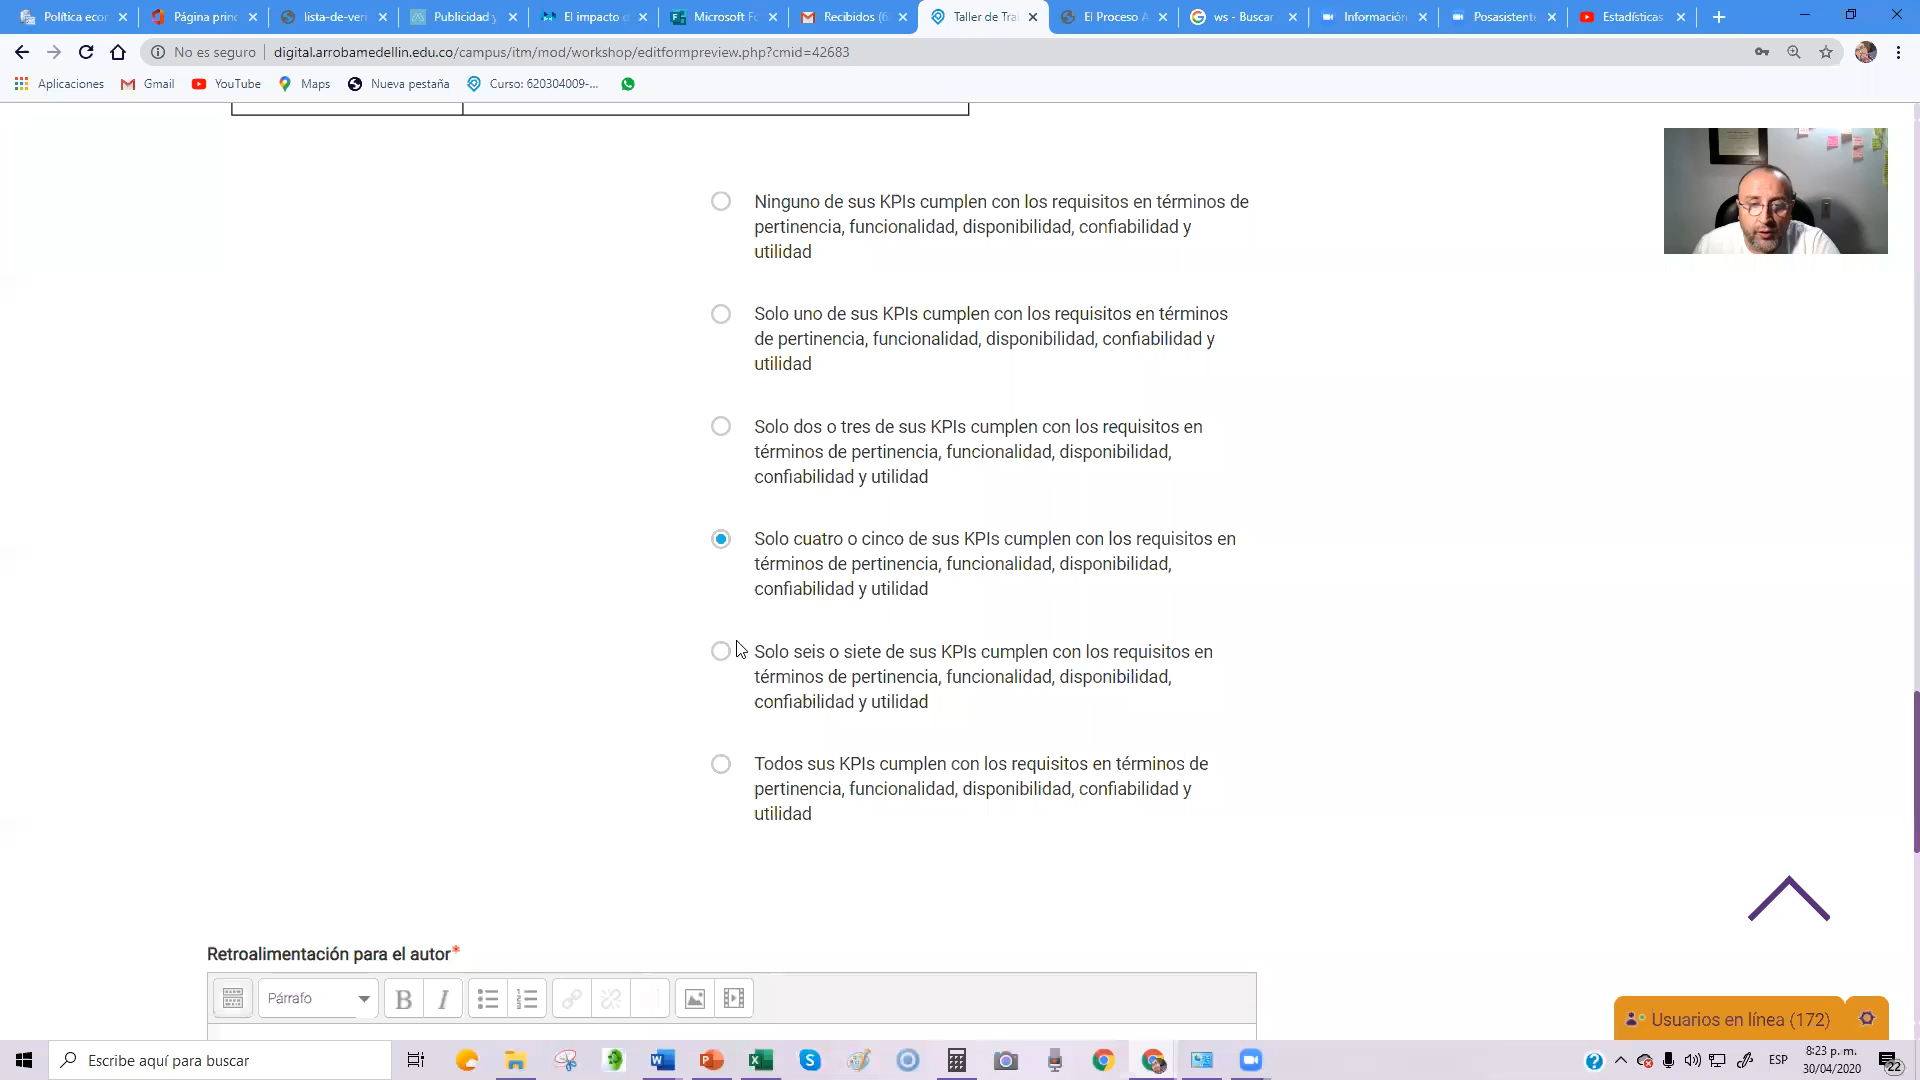 Política econ
Página princ
lista-de-veri
Publicidad y
El impacto d
Microsoft Fo
Recibidos (6
Taller de Tra
El Proceso A
ws - Buscar
Información
Posasistente
Estadísticas
No es seguro
digital.arrobamedellin.edu.co/campus/itm/mod/workshop/editformpreview.php?cmid=42683
Aplicaciones
Gmail
YouTube
Maps
Nueva pestaña
Curso: 620304009-...
Ninguno de sus KPIs cumplen con los requisitos en términos de
pertinencia, funcionalidad, disponibilidad, confiabilidad y
utilidad
Solo uno de sus KPIs cumplen con los requisitos en términos
de pertinencia, funcionalidad, disponibilidad, confiabilidad y
utilidad
Solo dos o tres de sus KPIs cumplen con los requisitos en
términos de pertinencia, funcionalidad, disponibilidad,
confiabilidad y utilidad
Solo cuatro o cinco de sus KPIs cumplen con los requisitos en
términos de pertinencia, funcionalidad, disponibilidad,
confiabilidad y utilidad
Solo seis o siete de sus KPIs cumplen con los requisitos en
términos de pertinencia, funcionalidad, disponibilidad,
confiabilidad y utilidad
Todos sus KPIs cumplen con los requisitos en términos de
pertinencia, funcionalidad, disponibilidad, confiabilidad y
utilidad
Retroalimentación para el autor*
Párrafo
B I
Usuarios en línea (172)
Escribe aquí para buscar
ESP
8:23 p. m.
30/04/2020
22